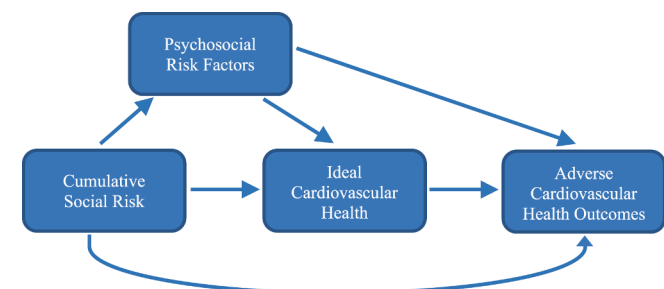 Psychosocial
Risk Factors
Cumulative
Social Risk
Ideal
Cardiovascular
Health
Adverse
Cardiovascular
Health Outcomes